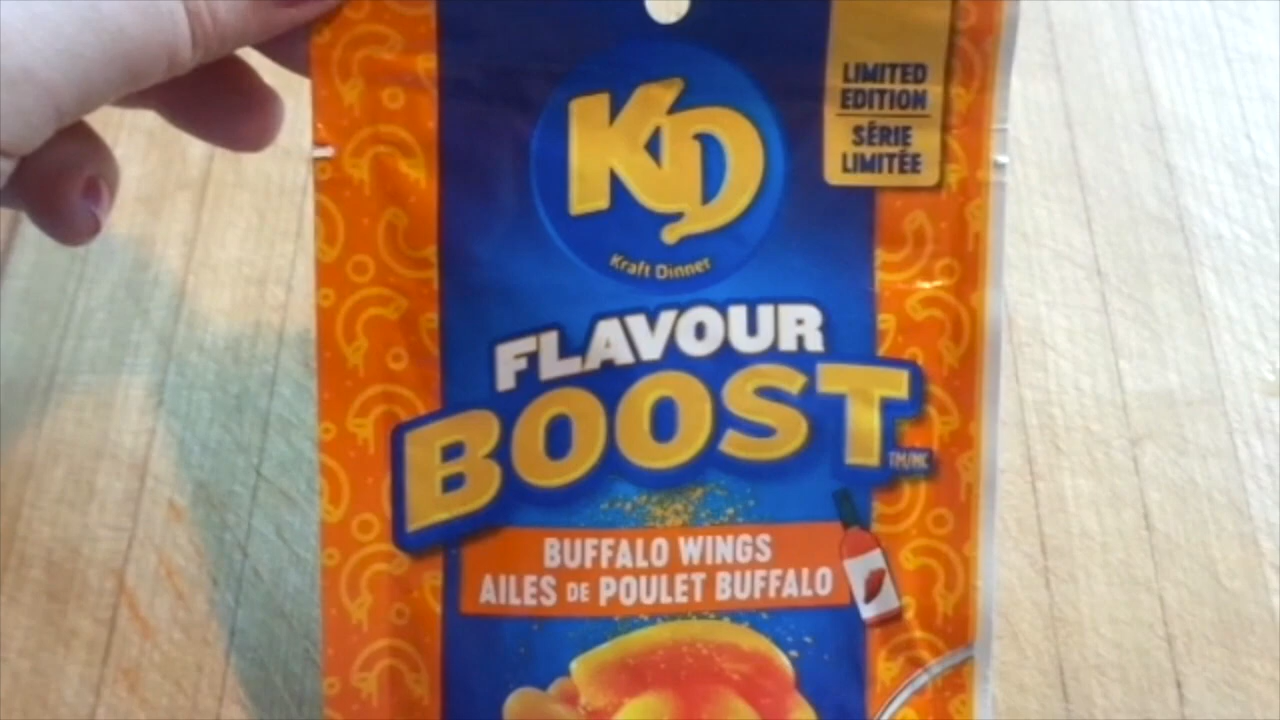 LIMITED
EDITION
SÉRIE
LIMITÉE
KD
Kraft Dinner
FLAVOUR
BOOST
TM/MC
BUFFALO WINGS
AILES DE POULET BUFFALO